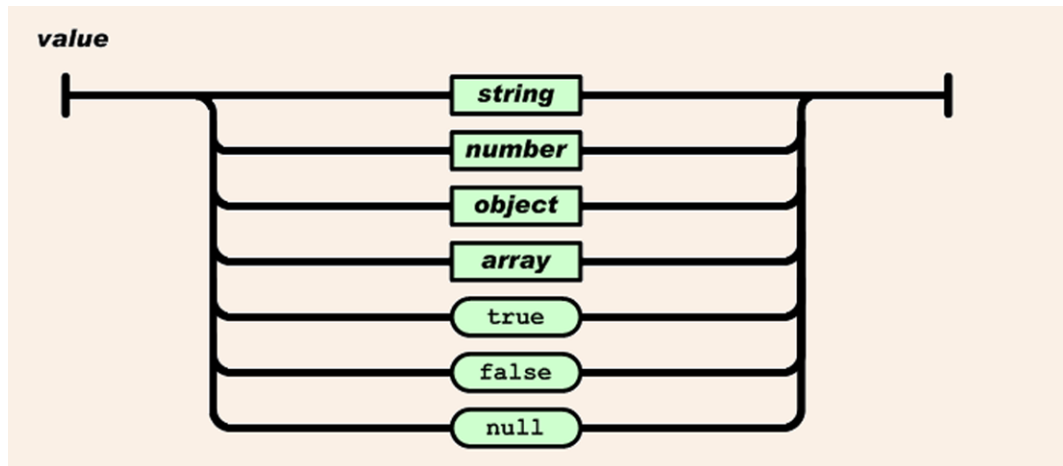 value
string
number
object
array
true
false
null